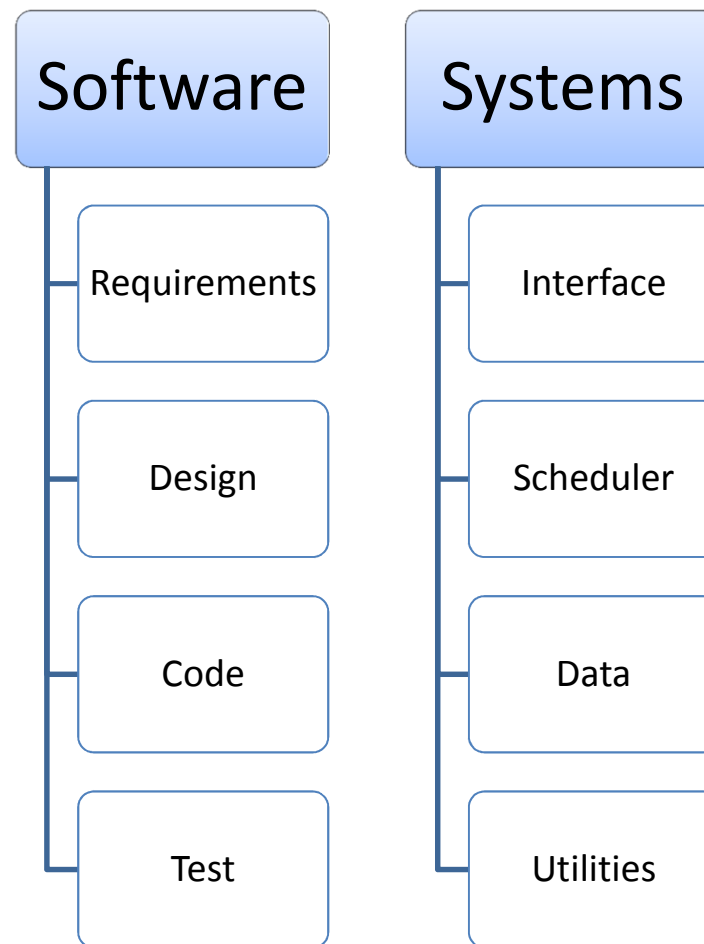 Software
Requirements
Design
Code
Test
Systems
Interface
Scheduler
Data
Utilities